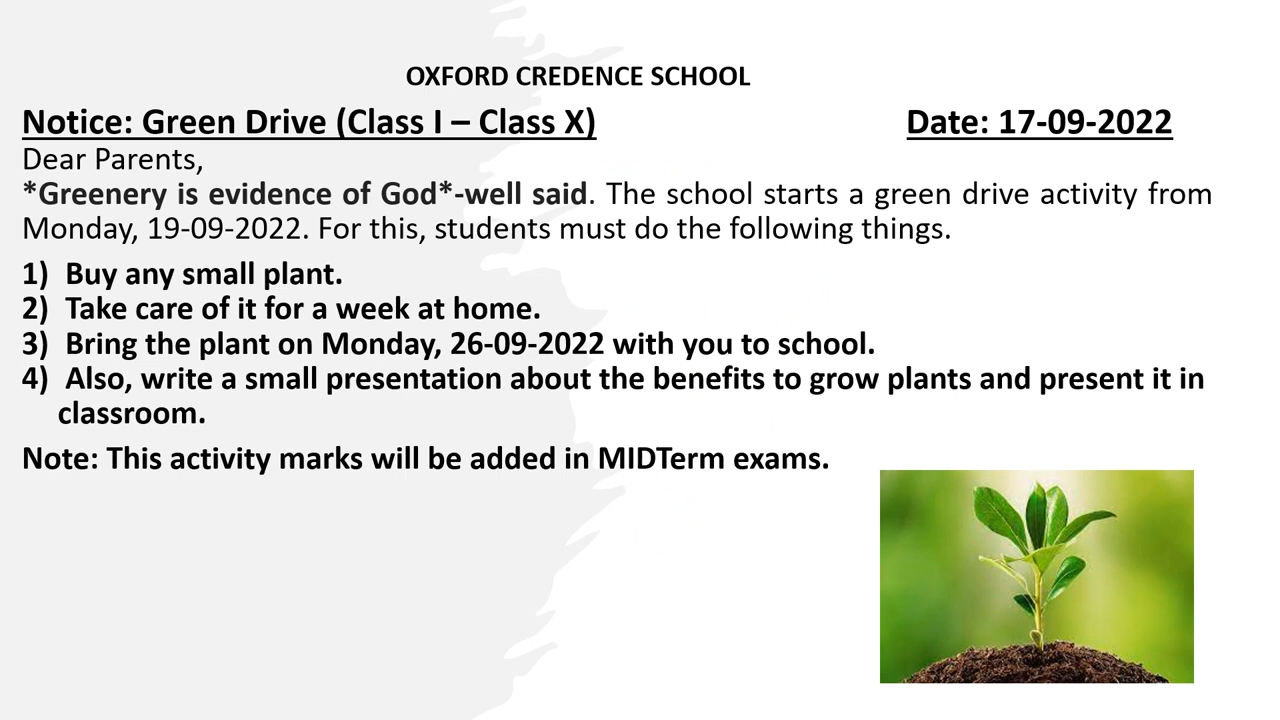 OXFORD CREDENCE SCHOOL
Notice: Green Drive (Class I – Class X) Date: 17-09-2022
Dear Parents,
*Greenery is evidence of God*-well said. The school starts a green drive activity from
Monday, 19-09-2022. For this, students must do the following things.
1) Buy any small plant.
2) Take care of it for a week at home.
3) Bring the plant on Monday, 26-09-2022 with you to school.
4) Also, write a small presentation about the benefits to grow plants and present it in
classroom.
Note: This activity marks will be added in MIDTerm exams.